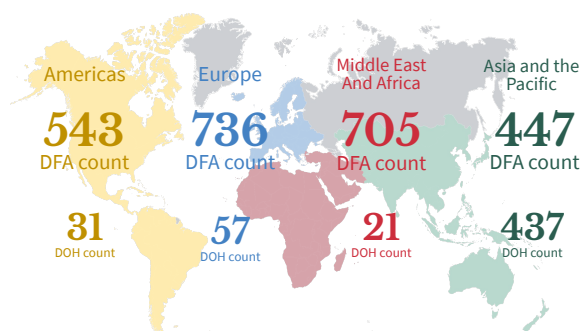 Americas
543
DFA count
31
DOH count
Europe
736
DFA count
57
DOH count
Middle East
And Africa
705
DFA count
21
DOH count
Asia and the
Pacific
447
DFA count
437
DOH count